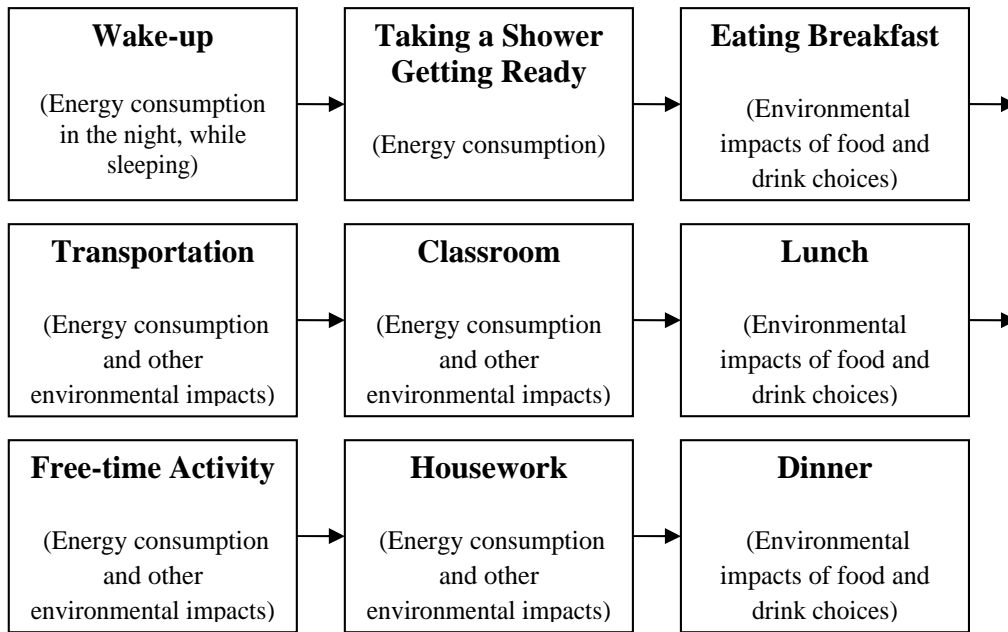 Wake-up
(Energy consumption
in the night, while
sleeping)
Taking a Shower
Getting Ready
(Energy consumption)
Eating Breakfast
(Environmental
impacts of food and
drink choices)
Transportation
(Energy consumption
and other
environmental impacts)
Classroom
(Energy consumption
and other
environmental impacts)
Lunch
(Environmental
impacts of food and
drink choices)
Free-time Activity
(Energy consumption
and other
environmental impacts)
Housework
(Energy consumption
and other
environmental impacts)
Dinner
(Environmental
impacts of food and
drink choices)